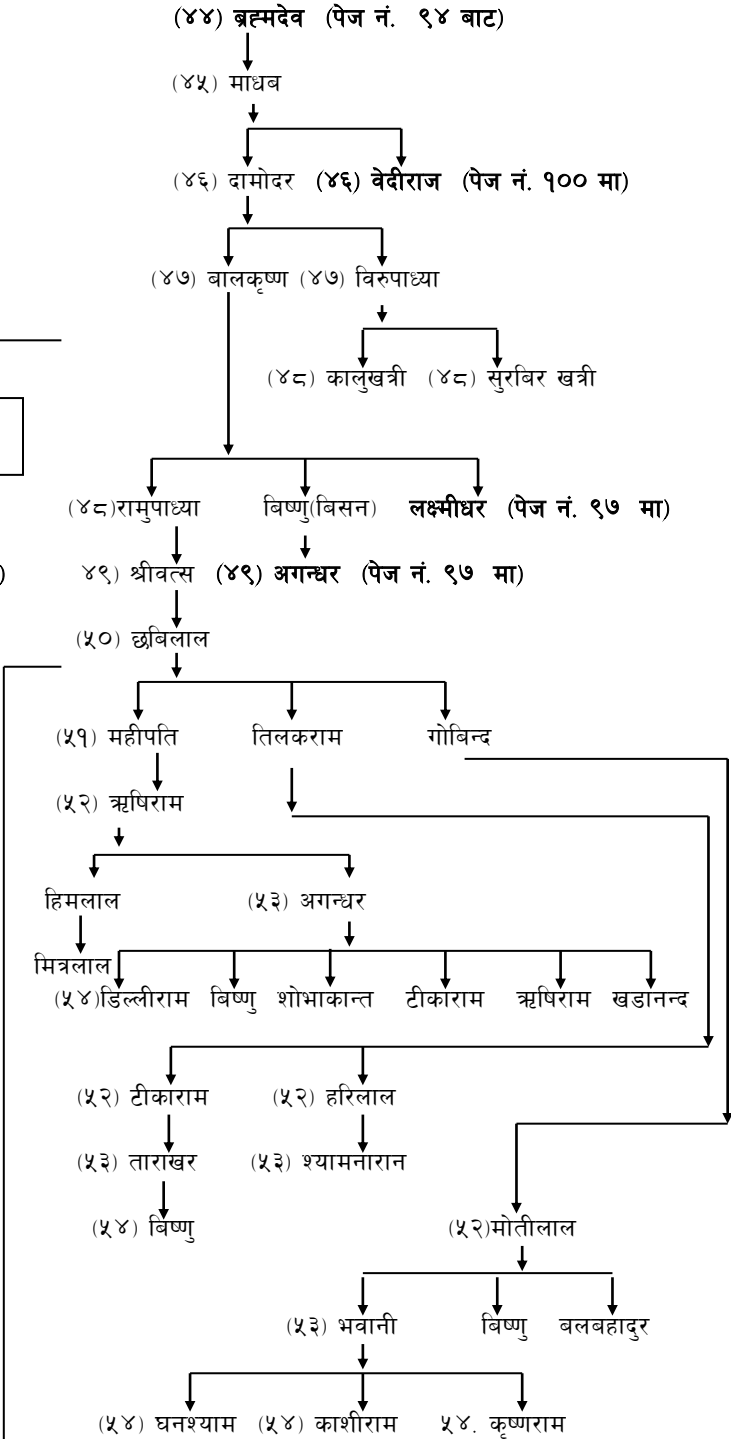 (४४) ब्रह्मदेव (पेज नं. ९४ बाट)
(४५) माधब
(४६) दामोदर (४६) वेदीराज (पेज नं. १०० मा)
(४७) बालकृष्ण (४७) विरुपाध्या
(४८) कालुखत्री (४८) सुरबिर खत्री
(४८)रामुपाध्या बिष्णु(बिसन) लक्ष्मीधर (पेज नं. ९७ मा)
)
४९) श्रीवत्स (४९) अगन्धर (पेज नं. ९७ मा)
(५०) छबिलाल
(५१) महीपति तिलकराम गोबिन्द
(५२) ऋषिराम
हिमलाल (५३) अगन्धर
मित्रलाल
(५४)डिल्लीराम बिष्णु शोभाकान्त टीकाराम ऋषिराम खडानन्द
(५२) टीकाराम (५२) हरिलाल
(५३) ताराखर (५३) श्यामनारान
(५४) बिष्णु (५२)मोतीलाल
(५३) भवानी बिष्णु बलबहादुर
(५४) घनश्याम (५४) काशीराम ५४. कृष्णराम